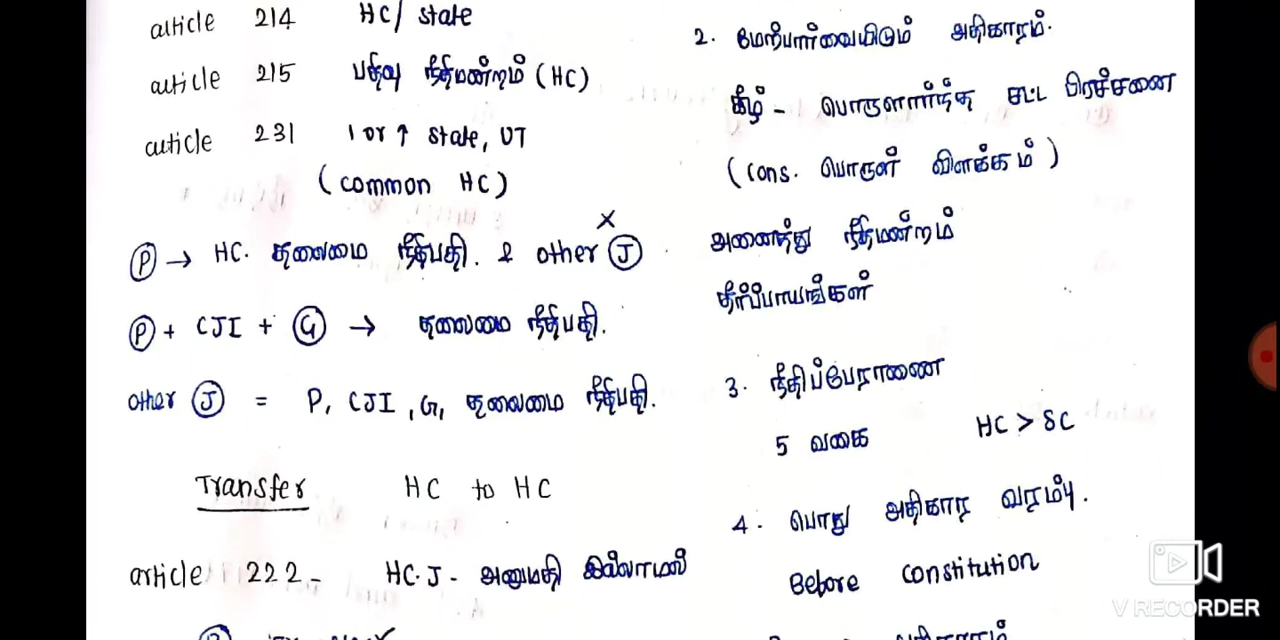 article 214 HC/ state
article 215 பதிவு நீதிமன்றம் (HC)
article 231 1 or ↑ state, UT
(common HC)
X
P → HC. தலைமை நீதிபதி. & other J
P + CJI + G → தலைமை நீதிபதி.
other J = P, CJI, G, தலைமை நீதிபதி.
Transfer HC to HC
article 222 - HC.J - அனுமதி இல்லாமல்
2. மேற்பார்வையிடும் அதிகாரம்.
கீழ் - பொருளார்ந்த சட்ட பிரச்சனை
(cons. பொருள் விளக்கம்)
அனைத்து நீதிமன்றம்
தீர்ப்பாயங்கள்
3. நீதிப்பேராணை
5 வகை HC > SC
4. பொது அதிகார வரம்பு.
Before constitution
V RECORDER